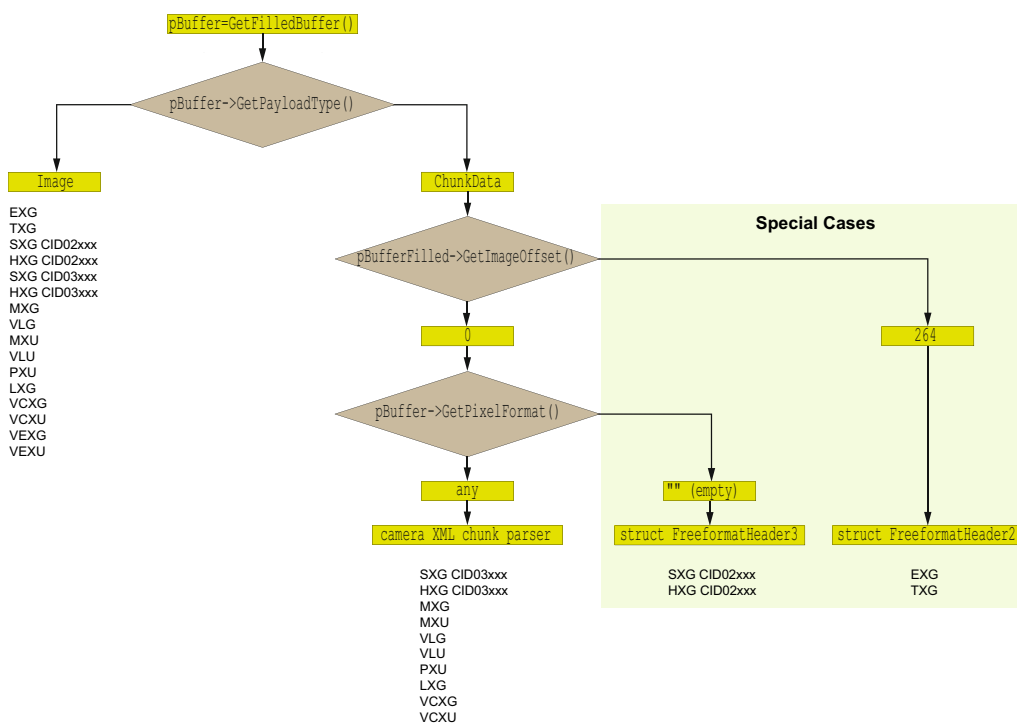 pBuffer=GetFilledBuffer()
pBuffer->GetPayloadType()
Image
EXG
TXG
SXG CID02xxx
HXG CID02xxx
SXG CID03xxx
HXG CID03xxx
MXG
VLG
MXU
VLU
PXU
LXG
VCXG
VCXU
VEXG
VEXU
ChunkData
pBufferFilled->GetImageOffset()
0
pBuffer->GetPixelFormat()
any
camera XML chunk parser
SXG CID03xxx
HXG CID03xxx
MXG
MXU
VLG
VLU
PXU
LXG
VCXG
VCXU
Special Cases
264
"" (empty)
struct FreeformatHeader3
SXG CID02xxx
HXG CID02xxx
struct FreeformatHeader2
EXG
TXG